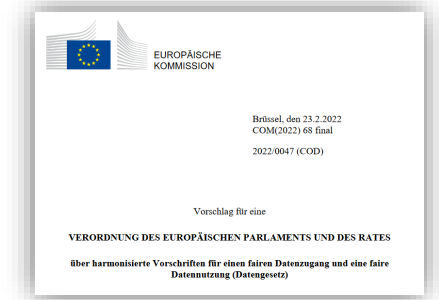 EUROPÄISCHE
KOMMISSION
Brüssel, den 23.2.2022
COM(2022) 68 final
2022/0047 (COD)
Vorschlag für eine
VERORDNUNG DES EUROPÄISCHEN PARLAMENTS UND DES RATES
über harmonisierte Vorschriften für einen fairen Datenzugang und eine faire
Datennutzung (Datengesetz)